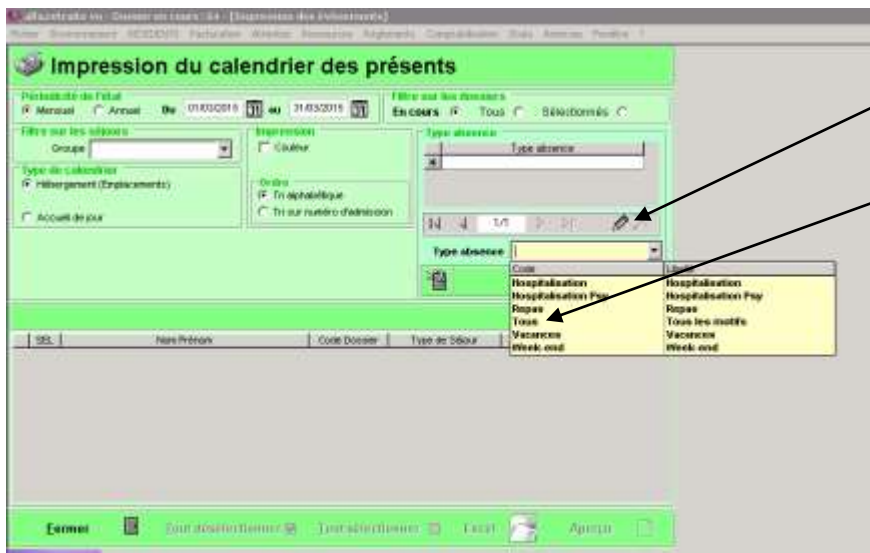 Impression du calendrier des présents
Périodicité de l'état
Mensuel Annuel Du 01/03/2015 au 31/03/2015
Filtre sur les dossiers
En cours Tous Sélectionnés
Filtre sur les séjours
Groupe
Impression
Couleur
Type absence
Type absence
Type de calendrier
Hébergement (Emplacements)
Accueil de jour
Ordre
Tri alphabétique
Tri sur numéro d'admission
1/1
Type absence
Code Libellé
Hospitalisation Hospitalisation
Hospitalisation Psy Hospitalisation Psy
Repas Repas
Tous Tous les motifs
Vacances Vacances
Week end Week end
SEL Nom Prénom Code Dossier Type de Séjour
Fermer Tout désélectionner Tout sélectionner Excel Aperçu